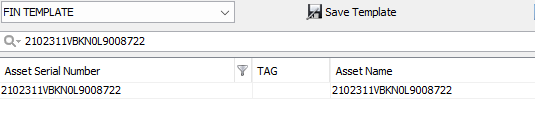 FIN TEMPLATE Save Template
2102311VBKN0L9008722
Asset Serial Number TAG Asset Name
2102311VBKN0L9008722 2102311VBKN0L9008722